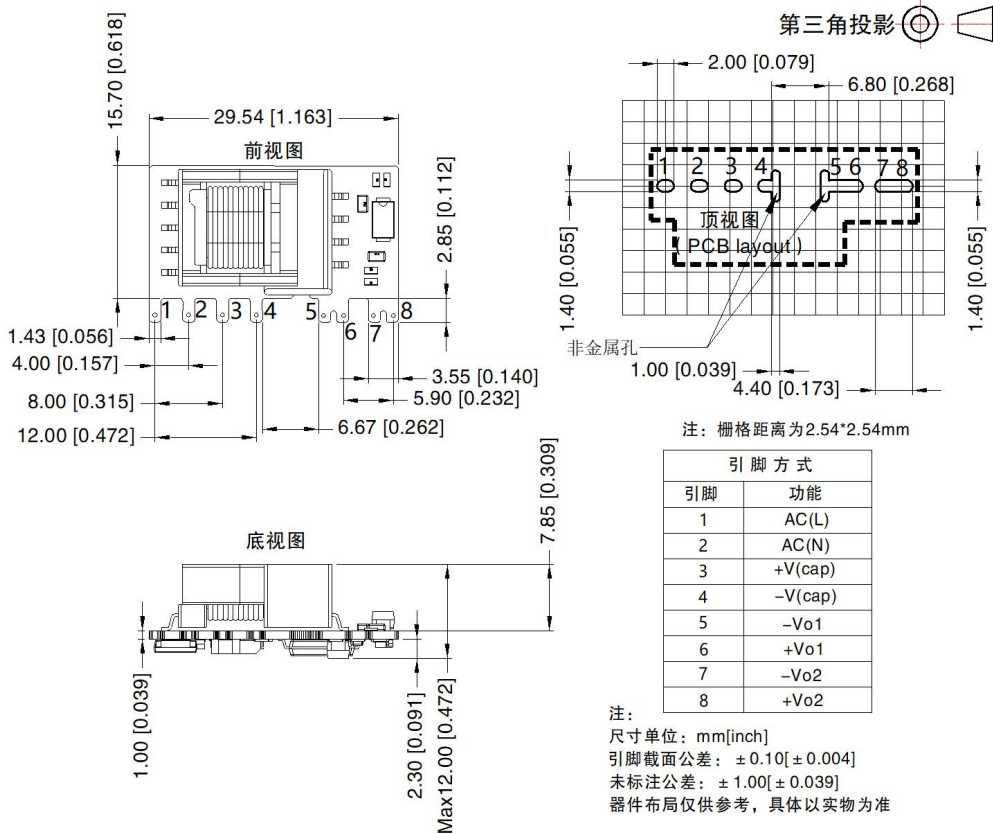 第三角投影
15.70 [0.618]
29.54 [1.163]
前视图
2.85 [0.112]
1
2
3
4
5
6
7
8
1.43 [0.056]
4.00 [0.157]
8.00 [0.315]
12.00 [0.472]
3.55 [0.140]
5.90 [0.232]
6.67 [0.262]
2.00 [0.079]
6.80 [0.268]
1
2
3
4
5
6
7
8
顶视图
( PCB layout )
1.40 [0.055]
1.40 [0.055]
非金属孔
1.00 [0.039]
4.40 [0.173]
注：栅格距离为2.54*2.54mm
底视图
7.85 [0.309]
1.00 [0.039]
2.30 [0.091]
Max12.00 [0.472]
引 脚 方 式
引脚 功能
1 AC(L)
2 AC(N)
3 +V(cap)
4 -V(cap)
5 -Vo1
6 +Vo1
7 -Vo2
8 +Vo2
注：
尺寸单位：mm[inch]
引脚截面公差：±0.10[±0.004]
未标注公差：±1.00[±0.039]
器件布局仅供参考，具体以实物为准